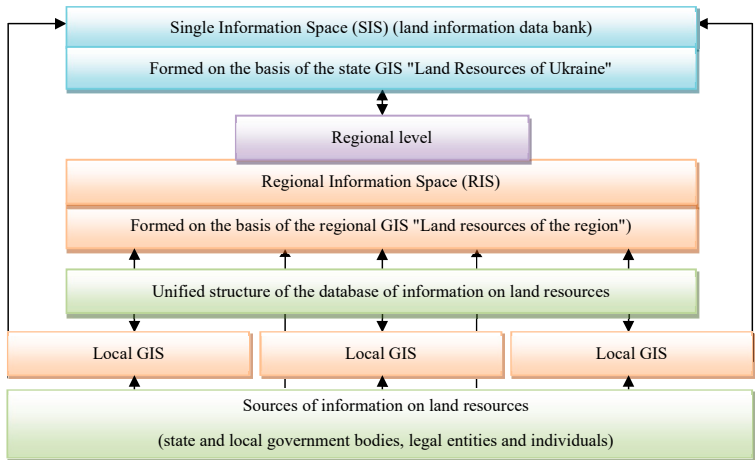 Single Information Space (SIS) (land information data bank)
Formed on the basis of the state GIS "Land Resources of Ukraine"
Regional level
Regional Information Space (RIS)
Formed on the basis of the regional GIS "Land resources of the region")
Unified structure of the database of information on land resources
Local GIS
Local GIS
Local GIS
Sources of information on land resources
(state and local government bodies, legal entities and individuals)